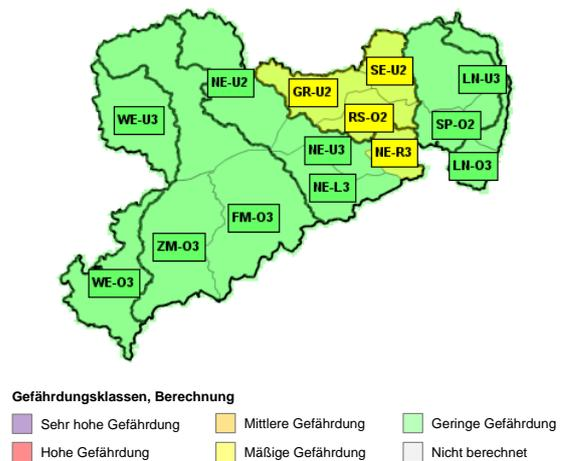 SE-U2
NE-U2
LN-U3
GR-U2
WE-U3
RS-O2
SP-O2
NE-U3
NE-R3
LN-O3
NE-L3
FM-O3
ZM-O3
WE-O3
Gefährdungsklassen, Berechnung
Sehr hohe Gefährdung
Mittlere Gefährdung
Geringe Gefährdung
Hohe Gefährdung
Mäßige Gefährdung
Nicht berechnet